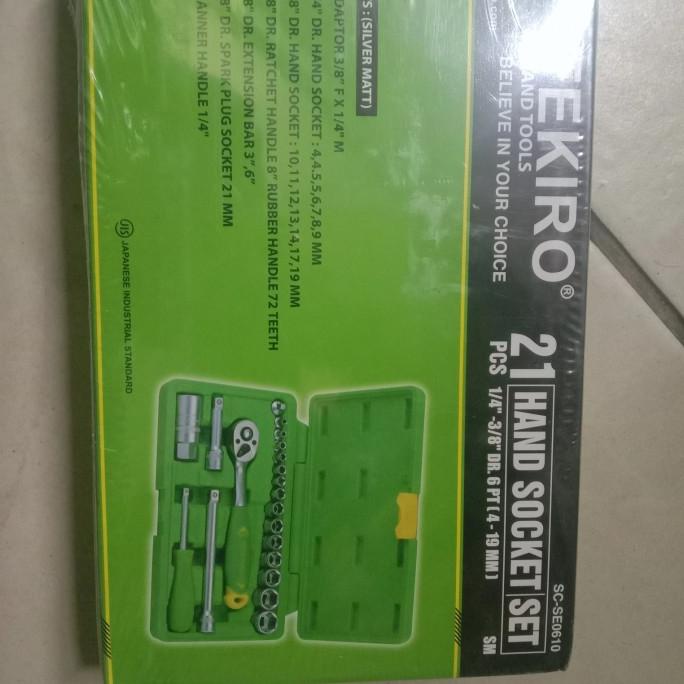 TEKIRO®
HAND TOOLS
BELIEVE IN YOUR CHOICE
SC-SE0610
21 HAND SOCKET SET
PCS 1/4"-3/8" DR. 6 PT ( 4 - 19 MM ) SM
S : (SILVER MATT)
DAPTOR 3/8" F X 1/4" M
4" DR. HAND SOCKET : 4,4.5,5,6,7,8,9 MM
8" DR. HAND SOCKET : 10,11,12,13,14,17,19 MM
8" DR. RATCHET HANDLE 8" RUBBER HANDLE 72 TEETH
8" DR. EXTENSION BAR 3",6"
8" DR. SPARK PLUG SOCKET 21 MM
ANNER HANDLE 1/4"
JIS JAPANESE INDUSTRIAL STANDARD